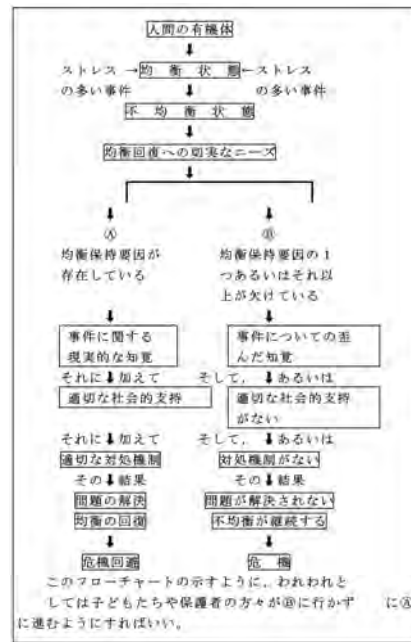 人間の有機体
ストレス→均衡状態←ストレス
の多い事件 の多い事件
不均衡状態
均衡回復への切実なニーズ
Ⓐ Ⓑ
均衡保持要因が 均衡保持要因の1
存在している つあるいはそれ以
上が欠けている
事件に関する 事件についての歪
現実的な知覚 んだ知覚
それに↓加えて そして，↓あるいは
適切な社会的支持 適切な社会的支持
がない
それに↓加えて そして，↓あるいは
適切な対処機制 対処機制がない
その↓結果 その↓結果
問題の解決 問題が解決されない
均衡の回復 不均衡が継続する
危機回避 危機
このフローチャートの示すように，われわれと
しては子どもたちや保護者の方々がⒷに行かず にⒶ
に進むようにすればいい。